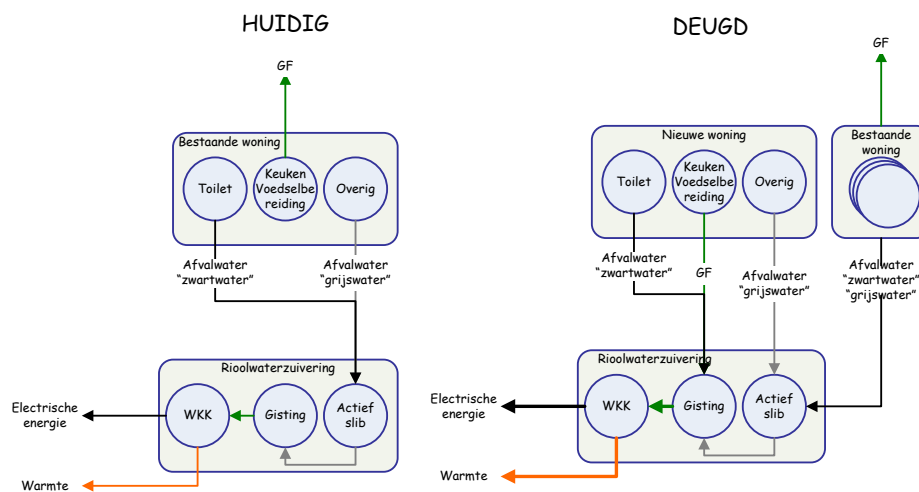 HUIDIG
GF
Bestaande woning
Toilet
Keuken
Voedselbe
reiding
Overig
Afvalwater
“zwartwater”
Afvalwater
“grijswater”
Rioolwaterzuivering
WKK
Gisting
Actief
slib
Electrische
energie
Warmte
DEUGD
GF
Nieuwe woning
Toilet
Keuken
Voedselbe
reiding
Overig
Bestaande
woning
Afvalwater
“zwartwater”
GF
Afvalwater
“grijswater”
Afvalwater
“zwartwater”
“grijswater”
Rioolwaterzuivering
WKK
Gisting
Actief
slib
Electrische
energie
Warmte